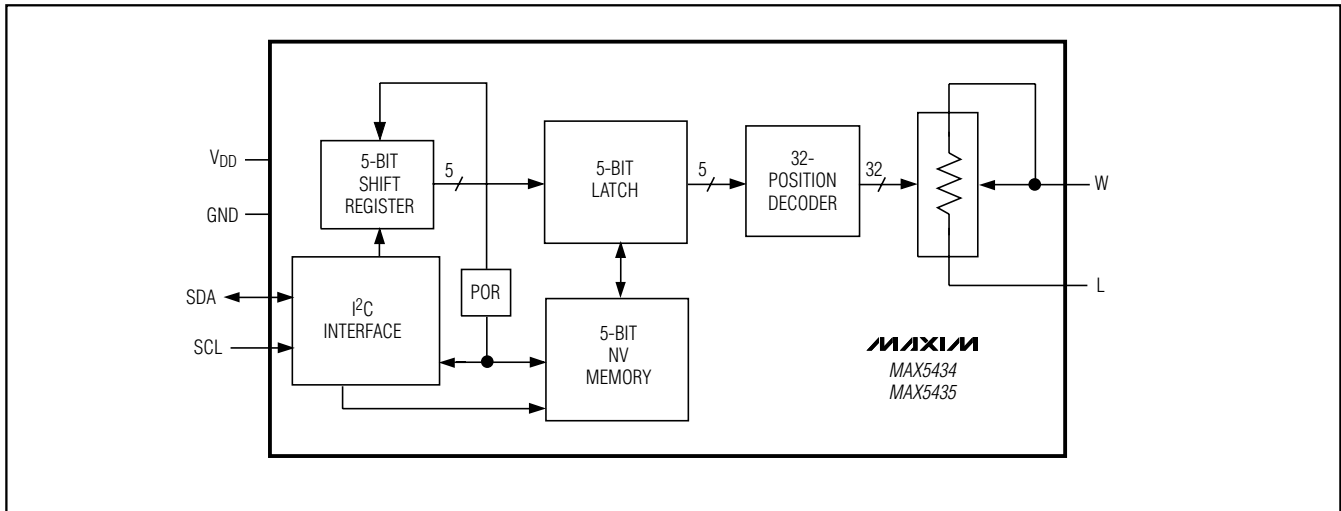 VDD
GND
SDA
SCL
5-BIT
SHIFT
REGISTER
5
I2C
INTERFACE
POR
5-BIT
LATCH
5
5-BIT
NV
MEMORY
32-
POSITION
DECODER
32
W
L
MAXIM
MAX5434
MAX5435